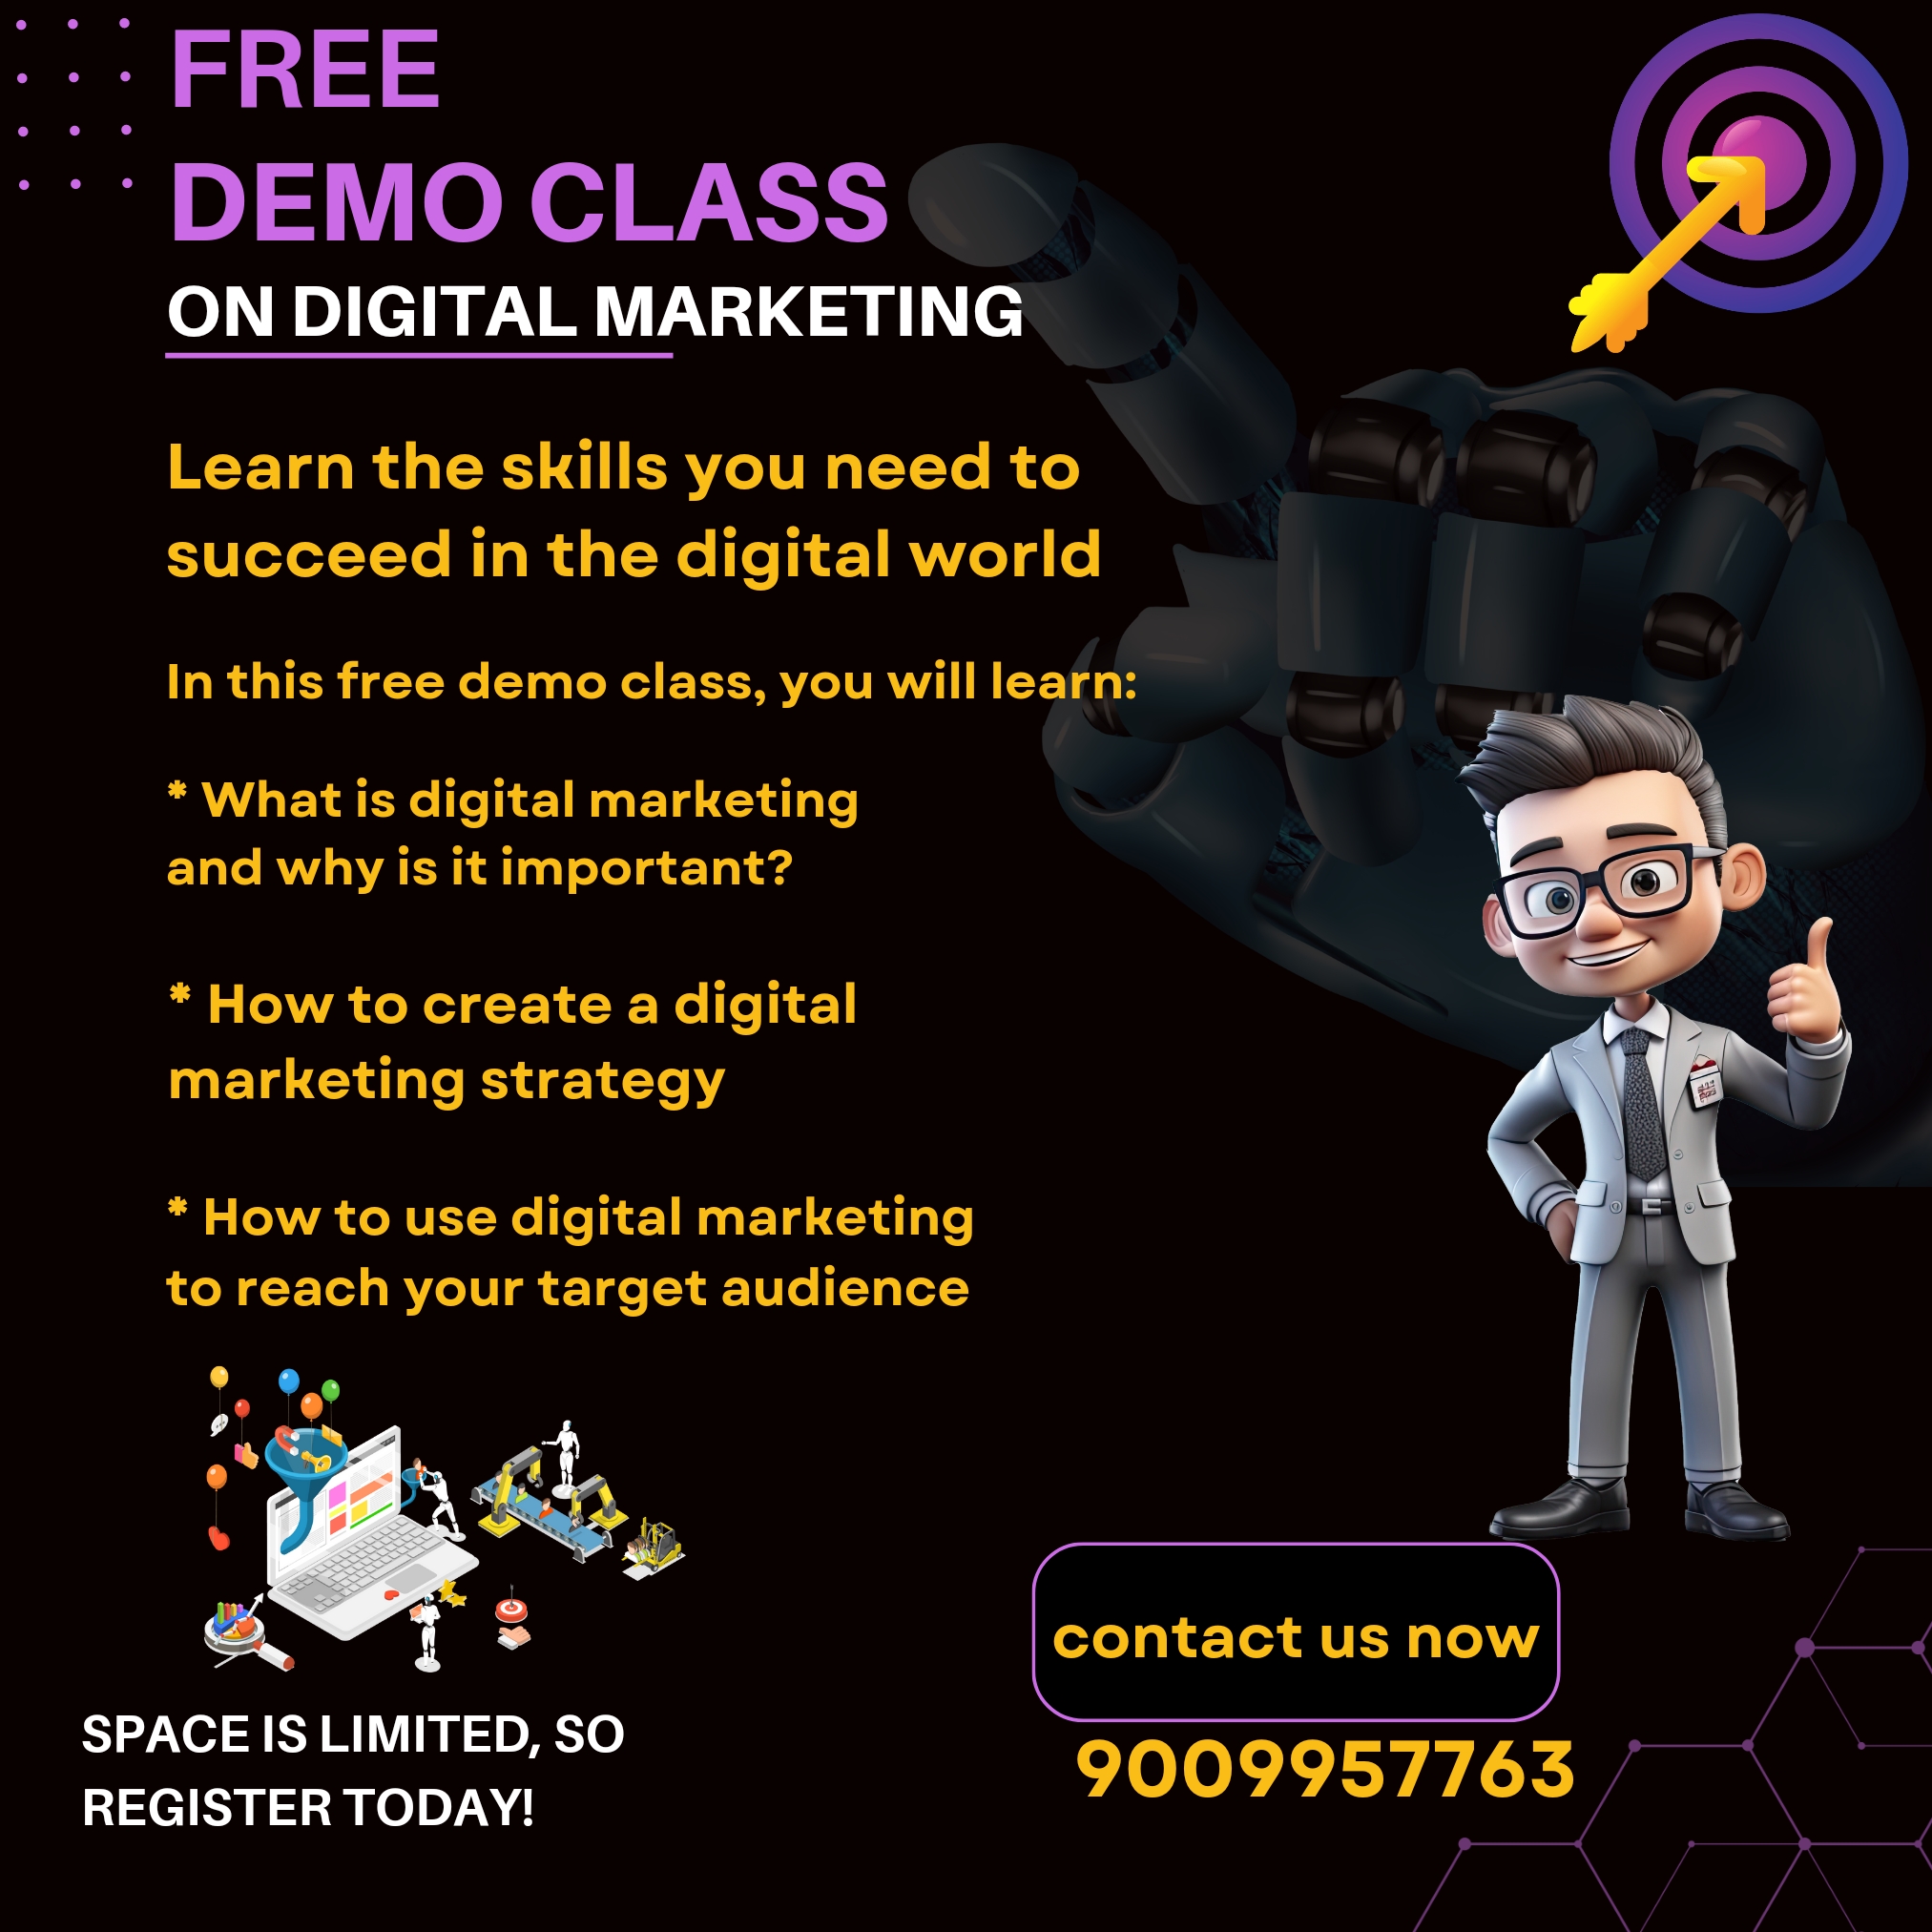 FREE
DEMO CLASS
ON DIGITAL MARKETING
Learn the skills you need to
succeed in the digital world
In this free demo class, you will learn:
* What is digital marketing
and why is it important?
* How to create a digital
marketing strategy
* How to use digital marketing
to reach your target audience
SPACE IS LIMITED, SO
REGISTER TODAY!
contact us now
9009957763